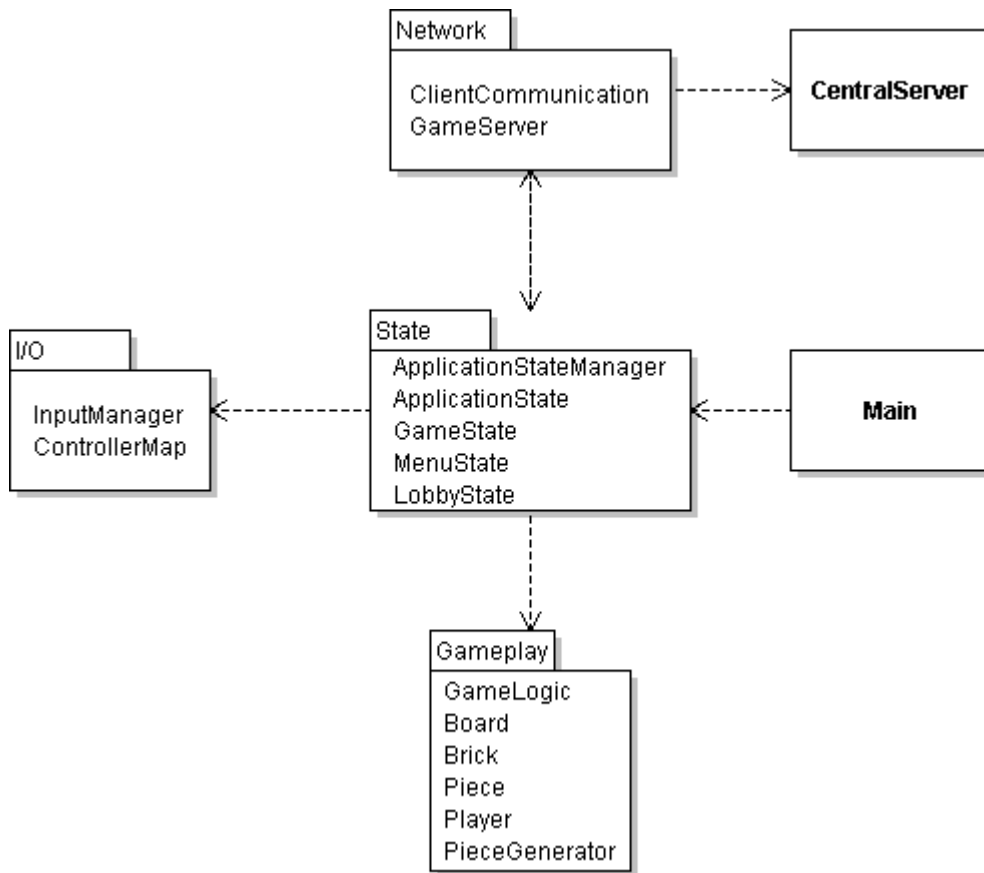 Network
ClientCommunication
GameServer
CentralServer
State
ApplicationStateManager
ApplicationState
GameState
MenuState
LobbyState
I/O
InputManager
ControllerMap
Main
Gameplay
GameLogic
Board
Brick
Piece
Player
PieceGenerator